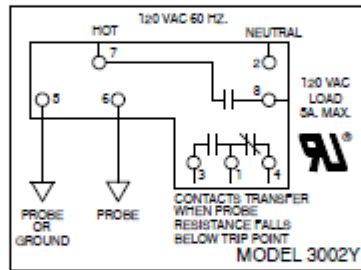 120 VAC 60 HZ.
HOT
NEUTRAL
7
2
5
6
8
120 VAC
LOAD
5A. MAX.
3
1
4
PROBE
OR
GROUND
PROBE
CONTACTS TRANSFER
WHEN PROBE
RESISTANCE FALLS
BELOW TRIP POINT
MODEL 3002Y
RU®